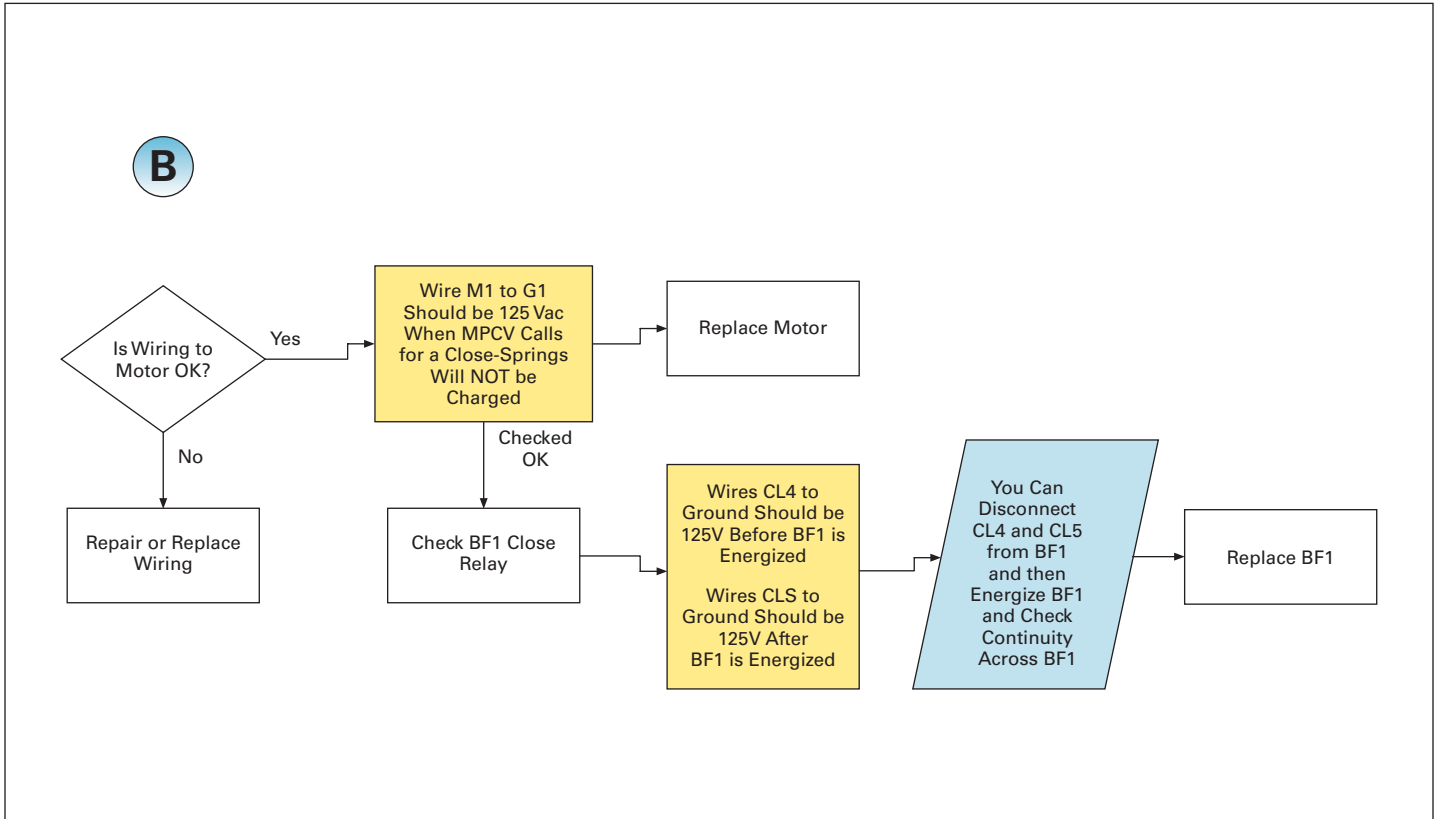 B
Is Wiring to
Motor OK?
Yes
No
Repair or Replace
Wiring
Wire M1 to G1
Should be 125 Vac
When MPCV Calls
for a Close-Springs
Will NOT be
Charged
Replace Motor
Checked
OK
Check BF1 Close
Relay
Wires CL4 to
Ground Should be
125V Before BF1 is
Energized
Wires CLS to
Ground Should be
125V After
BF1 is Energized
You Can
Disconnect
CL4 and CL5
from BF1
and then
Energize BF1
and Check
Continuity
Across BF1
Replace BF1